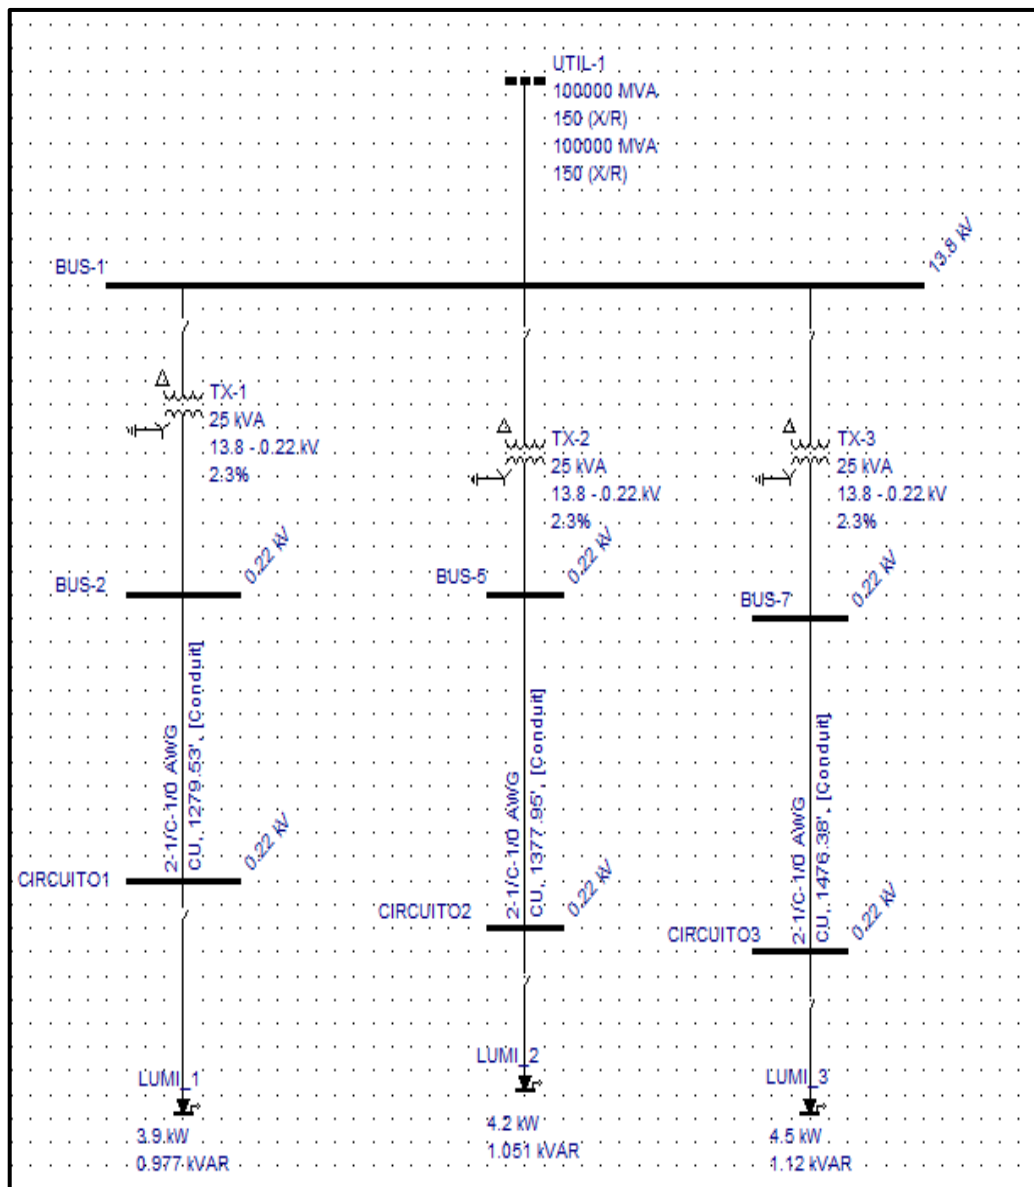 UTIL-1
100000 MVA
150 (X/R)
100000 MVA
150 (X/R)
13.8 kV
BUS-1
TX-1
25 kVA
13.8 - 0.22 kV
2.3%
TX-2
25 kVA
13.8 - 0.22 kV
2.3%
TX-3
25 kVA
13.8 - 0.22 kV
2.3%
BUS-2
0.22 kV
BUS-5
0.22 kV
BUS-7
0.22 kV
2-1/C-1/0 AWG
CU, 1279.53', [Conduit]
2-1/C-1/0 AWG
CU, 1377.95', [Conduit]
2-1/C-1/0 AWG
CU, 1476.38', [Conduit]
CIRCUITO1
0.22 kV
CIRCUITO2
0.22 kV
CIRCUITO3
0.22 kV
LUMI_1
3.9 kW
0.977 kVAR
LUMI_2
4.2 kW
1.051 kVAR
LUMI_3
4.5 kW
1.12 kVAR